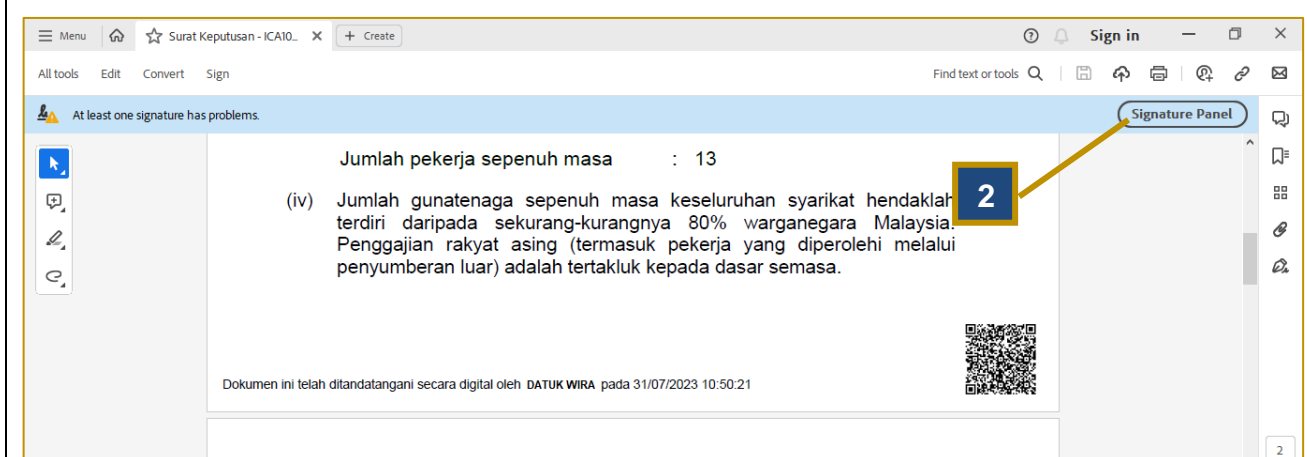 Menu
Surat Keputusan - ICA10...
+ Create
Sign in
All tools Edit Convert Sign
Find text or tools
At least one signature has problems.
Signature Panel
Jumlah pekerja sepenuh masa : 13
2
(iv) Jumlah gunatenaga sepenuh masa keseluruhan syarikat hendaklah
terdiri daripada sekurang-kurangnya 80% warganegara Malaysia.
Penggajian rakyat asing (termasuk pekerja yang diperolehi melalui
penyumberan luar) adalah tertakluk kepada dasar semasa.
Dokumen ini telah ditandatangani secara digital oleh DATUK WIRA pada 31/07/2023 10:50:21
2